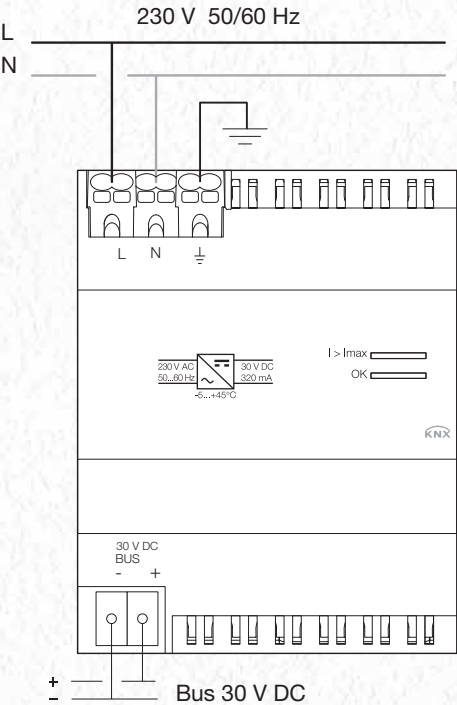 230 V 50/60 Hz
L
N
L N
30 V DC
320 mA
230 V AC
50...60 Hz
-5...+45°C
I > Imax
OK
KNX
30 V DC
BUS
- +
+
-
Bus 30 V DC